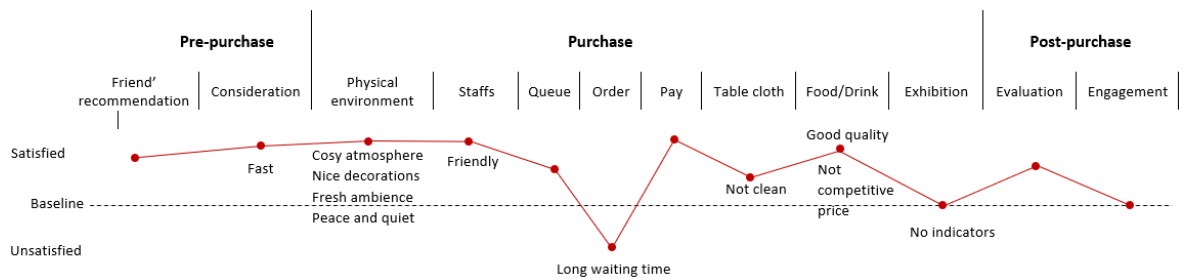 Pre-purchase
Purchase
Post-purchase
Friend'
recommendation
Consideration
Physical
environment
Staffs
Queue
Order
Pay
Table cloth
Food/Drink
Exhibition
Evaluation
Engagement
Satisfied
Baseline
Unsatisfied
Fast
Cosy atmosphere
Nice decorations
Fresh ambience
Peace and quiet
Friendly
Long waiting time
Not clean
Good quality
Not
competitive
price
No indicators